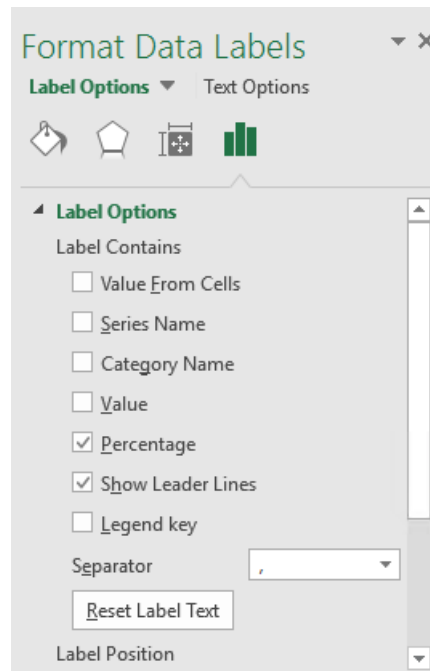 Format Data Labels
Label Options Text Options
Label Options
Label Contains
Value From Cells
Series Name
Category Name
Value
Percentage
Show Leader Lines
Legend key
Separator ,
Reset Label Text
Label Position